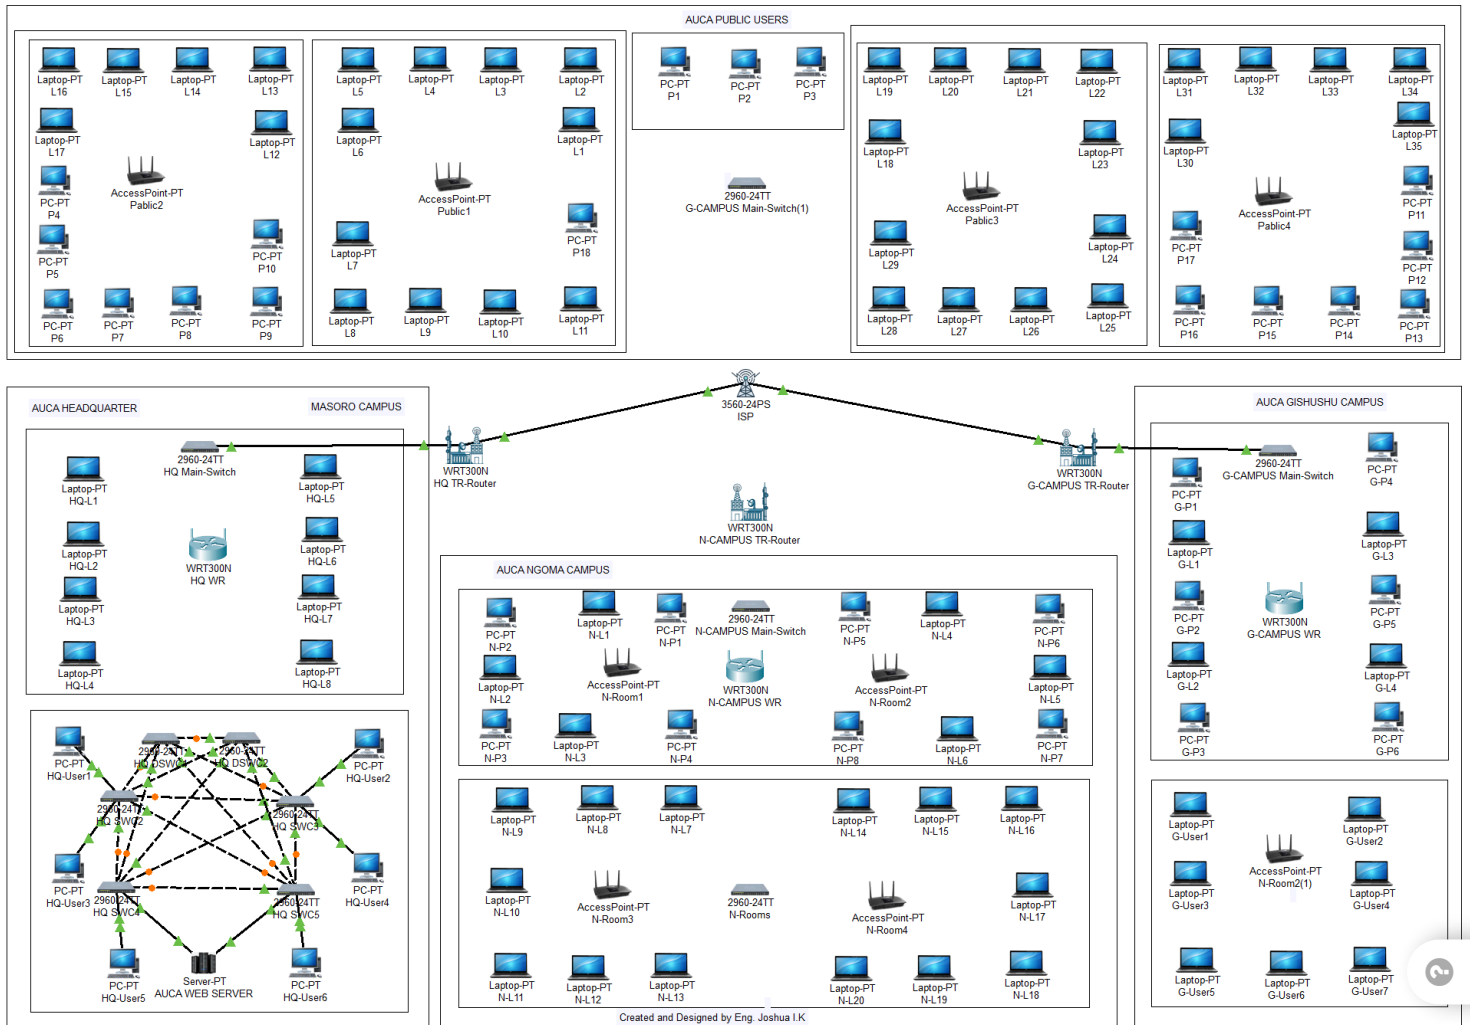 AUCA PUBLIC USERS
Laptop-PT
L16
Laptop-PT
L15
Laptop-PT
L14
Laptop-PT
L13
Laptop-PT
L17
Laptop-PT
L12
AccessPoint-PT
Pablic2
PC-PT
P4
PC-PT
P5
PC-PT
P10
PC-PT
P6
PC-PT
P7
PC-PT
P8
PC-PT
P9
Laptop-PT
L5
Laptop-PT
L4
Laptop-PT
L3
Laptop-PT
L2
Laptop-PT
L6
Laptop-PT
L1
AccessPoint-PT
Public1
Laptop-PT
L7
PC-PT
P18
Laptop-PT
L8
Laptop-PT
L9
Laptop-PT
L10
Laptop-PT
L11
PC-PT
P1
PC-PT
P2
PC-PT
P3
2960-24TT
G-CAMPUS Main-Switch(1)
Laptop-PT
L19
Laptop-PT
L20
Laptop-PT
L21
Laptop-PT
L22
Laptop-PT
L18
Laptop-PT
L23
AccessPoint-PT
Pablic3
Laptop-PT
L29
Laptop-PT
L24
Laptop-PT
L28
Laptop-PT
L27
Laptop-PT
L26
Laptop-PT
L25
Laptop-PT
L31
Laptop-PT
L32
Laptop-PT
L33
Laptop-PT
L34
Laptop-PT
L30
Laptop-PT
L35
AccessPoint-PT
Pablic4
PC-PT
P11
PC-PT
P17
PC-PT
P12
PC-PT
P16
PC-PT
P15
PC-PT
P14
PC-PT
P13
3560-24PS
ISP
WRT300N
HQ TR-Router
WRT300N
G-CAMPUS TR-Router
WRT300N
N-CAMPUS TR-Router
AUCA HEADQUARTER
MASORO CAMPUS
2960-24TT
HQ Main-Switch
Laptop-PT
HQ-L1
Laptop-PT
HQ-L5
Laptop-PT
HQ-L2
Laptop-PT
HQ-L6
WRT300N
HQ WR
Laptop-PT
HQ-L3
Laptop-PT
HQ-L7
Laptop-PT
HQ-L4
Laptop-PT
HQ-L8
2960-24TT
HQ DSWC1
2960-24TT
HQ DSWC2
PC-PT
HQ-User1
PC-PT
HQ-User2
2960-24TT
HQ SWC2
2960-24TT
HQ SWC3
PC-PT
HQ-User3
PC-PT
HQ-User4
2960-24TT
HQ SWC4
2960-24TT
HQ SWC5
PC-PT
HQ-User5
Server-PT
AUCA WEB SERVER
PC-PT
HQ-User6
AUCA NGOMA CAMPUS
PC-PT
N-P2
Laptop-PT
N-L1
PC-PT
N-P1
2960-24TT
N-CAMPUS Main-Switch
PC-PT
N-P5
Laptop-PT
N-L4
PC-PT
N-P6
Laptop-PT
N-L2
AccessPoint-PT
N-Room1
WRT300N
N-CAMPUS WR
AccessPoint-PT
N-Room2
Laptop-PT
N-L5
PC-PT
N-P3
Laptop-PT
N-L3
PC-PT
N-P4
PC-PT
N-P8
Laptop-PT
N-L6
PC-PT
N-P7
Laptop-PT
N-L9
Laptop-PT
N-L8
Laptop-PT
N-L7
Laptop-PT
N-L14
Laptop-PT
N-L15
Laptop-PT
N-L16
Laptop-PT
N-L10
AccessPoint-PT
N-Room3
2960-24TT
N-Rooms
AccessPoint-PT
N-Room4
Laptop-PT
N-L17
Laptop-PT
N-L11
Laptop-PT
N-L12
Laptop-PT
N-L13
Laptop-PT
N-L20
Laptop-PT
N-L19
Laptop-PT
N-L18
Created and Designed by Eng. Joshua I.K
AUCA GISHUSHU CAMPUS
2960-24TT
G-CAMPUS Main-Switch
PC-PT
G-P4
PC-PT
G-P1
Laptop-PT
G-L1
Laptop-PT
G-L3
PC-PT
G-P2
WRT300N
G-CAMPUS WR
PC-PT
G-P5
Laptop-PT
G-L2
Laptop-PT
G-L4
PC-PT
G-P3
PC-PT
G-P6
Laptop-PT
G-User1
Laptop-PT
G-User2
AccessPoint-PT
N-Room2(1)
Laptop-PT
G-User3
Laptop-PT
G-User4
Laptop-PT
G-User5
Laptop-PT
G-User6
Laptop-PT
G-User7